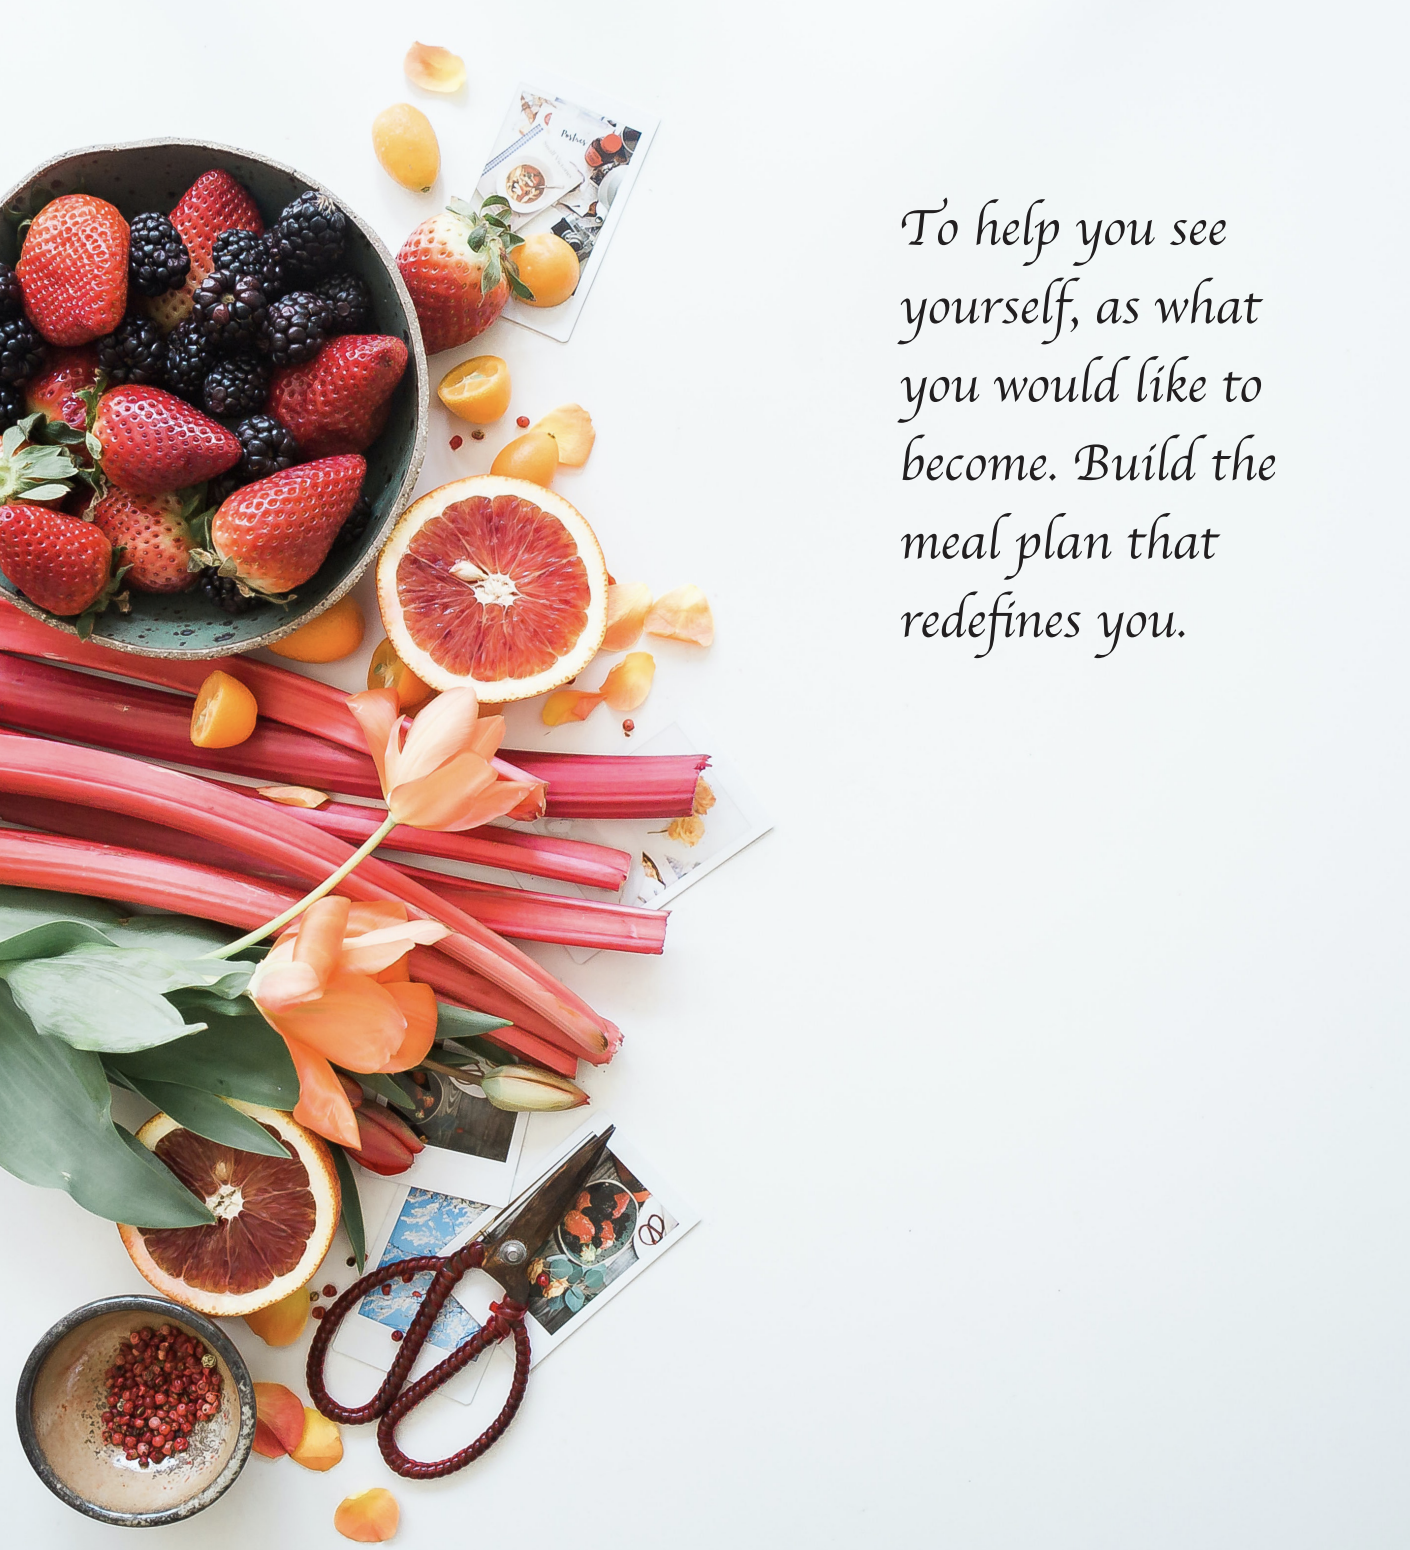 To help you see
yourself, as what
you would like to
become. Build the
meal plan that
redefines you.